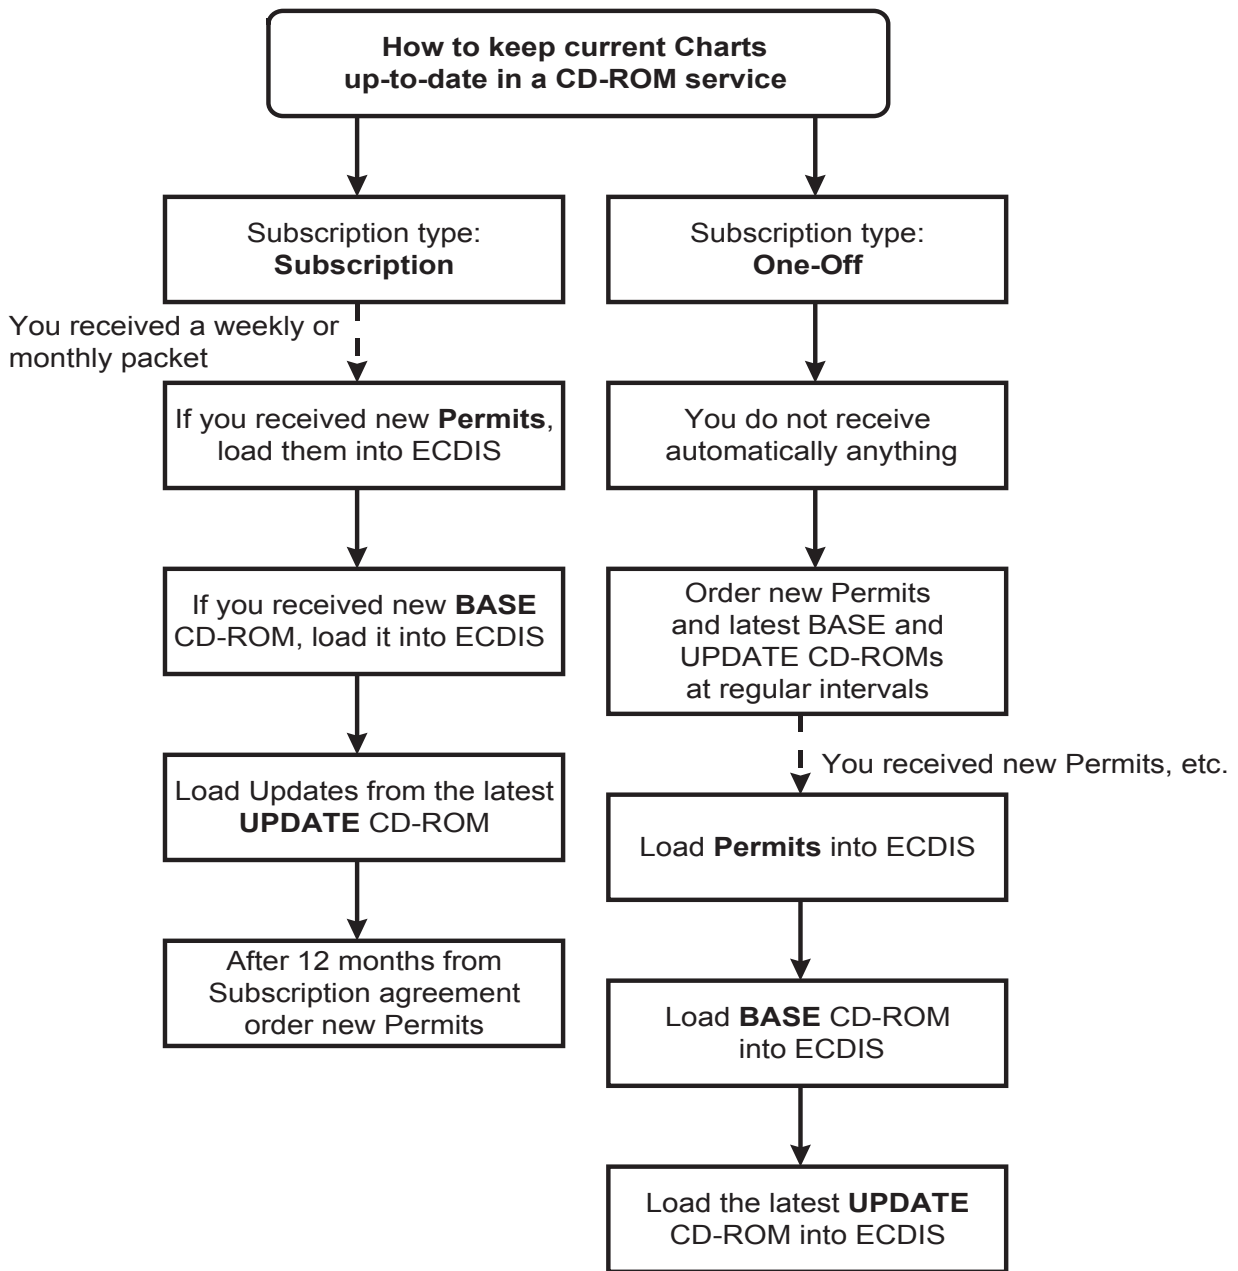 How to keep current Charts
up-to-date in a CD-ROM service
Subscription type:
Subscription
You received a weekly or
monthly packet
If you received new Permits,
load them into ECDIS
If you received new BASE
CD-ROM, load it into ECDIS
Load Updates from the latest
UPDATE CD-ROM
After 12 months from
Subscription agreement
order new Permits
Subscription type:
One-Off
You do not receive
automatically anything
Order new Permits
and latest BASE and
UPDATE CD-ROMs
at regular intervals
You received new Permits, etc.
Load Permits into ECDIS
Load BASE CD-ROM
into ECDIS
Load the latest UPDATE
CD-ROM into ECDIS